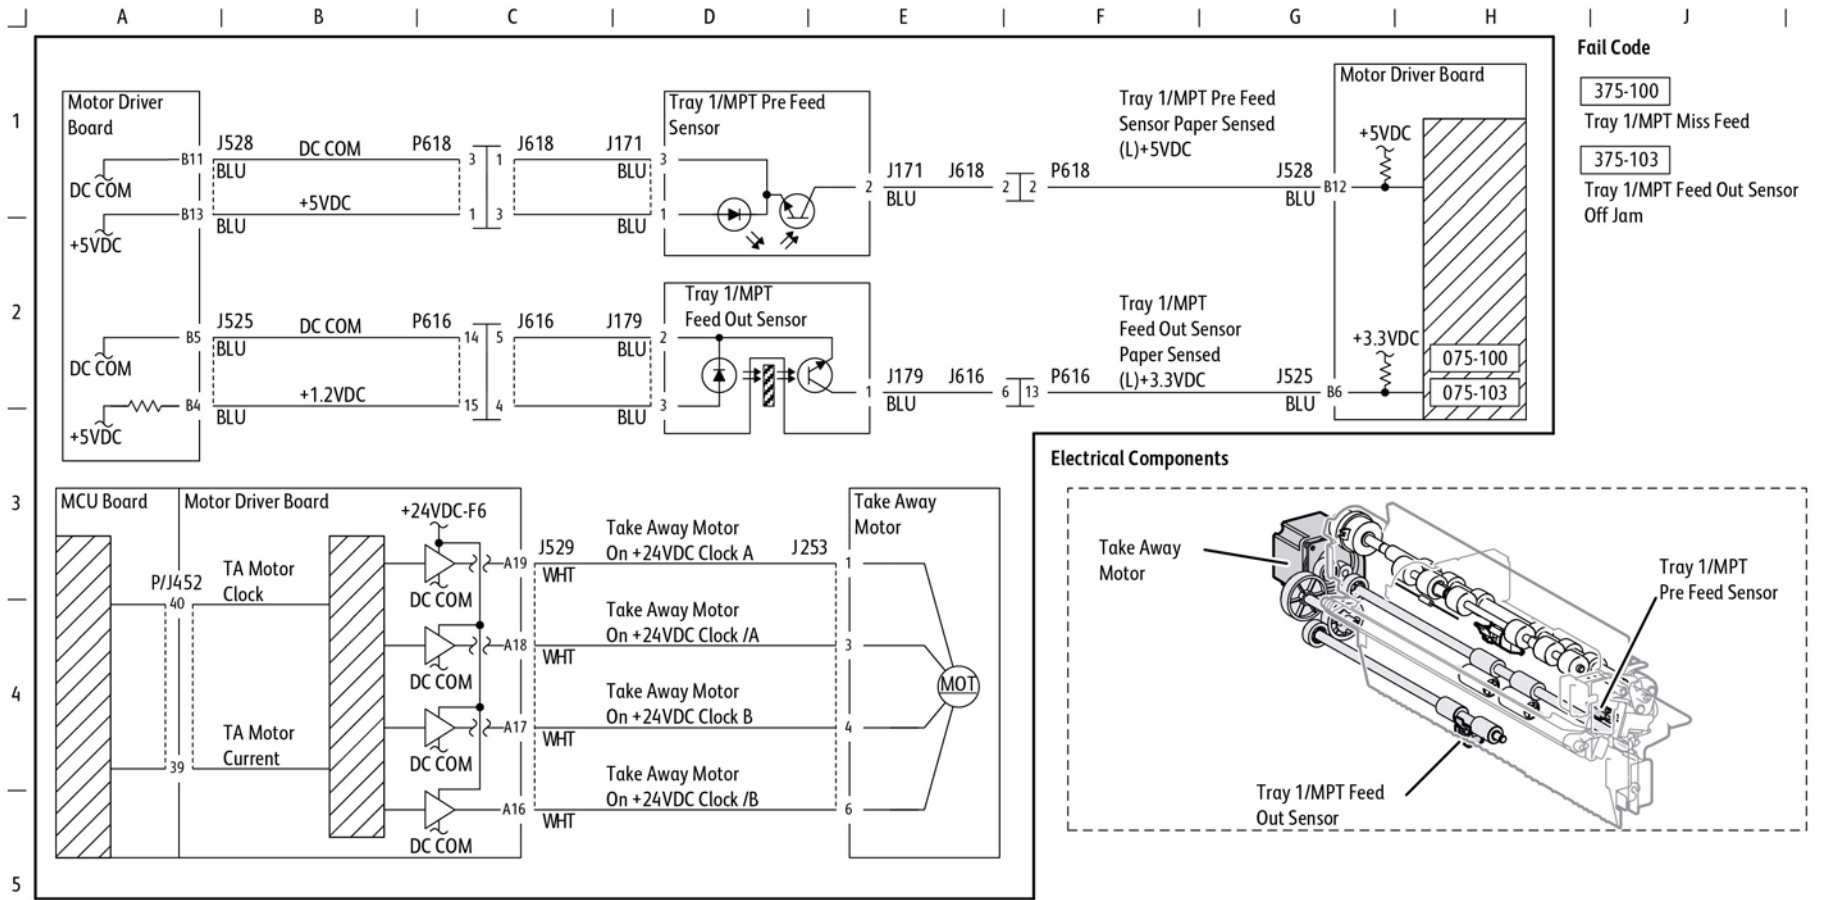 A B C D E F G H J
Fail Code
375-100
Tray 1/MPT Miss Feed
375-103
Tray 1/MPT Feed Out Sensor
Off Jam
1
Motor Driver
Board
B11
DC COM
B13
+5VDC
J528
BLU
DC COM
P618
3
1
J618
J171
BLU
BLU
+5VDC
1
3
BLU
Tray 1/MPT Pre Feed
Sensor
3
1
2
J171
BLU
J618
2
2
P618
Tray 1/MPT Pre Feed
Sensor Paper Sensed
(L)+5VDC
J528
BLU
B12
Motor Driver Board
+5VDC
2
B5
DC COM
B4
+5VDC
J525
BLU
DC COM
P616
14
5
J616
J179
BLU
BLU
+1.2VDC
15
4
BLU
Tray 1/MPT
Feed Out Sensor
2
3
1
J179
BLU
J616
6
13
P616
Tray 1/MPT
Feed Out Sensor
Paper Sensed
(L)+3.3VDC
J525
BLU
B6
+3.3VDC
075-100
075-103
3
MCU Board
Motor Driver Board
+24VDC-F6
P/J452
40
TA Motor
Clock
DC COM
A19
J529
WHT
Take Away Motor
On +24VDC Clock A
J253
1
Take Away
Motor
DC COM
A18
WHT
Take Away Motor
On +24VDC Clock /A
3
4
MOT
39
TA Motor
Current
DC COM
A17
WHT
Take Away Motor
On +24VDC Clock B
4
DC COM
A16
WHT
Take Away Motor
On +24VDC Clock /B
6
5
Electrical Components
Take Away
Motor
Tray 1/MPT
Pre Feed Sensor
Tray 1/MPT Feed
Out Sensor